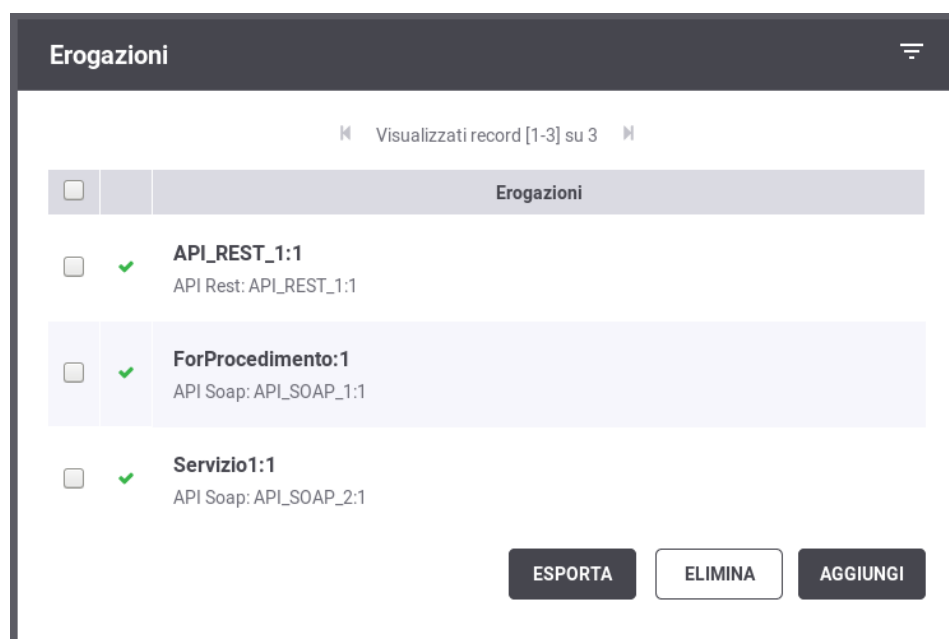 Erogazioni
Visualizzati record [1-3] su 3
Erogazioni
API_REST_1:1
API Rest: API_REST_1:1
ForProcedimento:1
API Soap: API_SOAP_1:1
Servizio1:1
API Soap: API_SOAP_2:1
ESPORTA ELIMINA AGGIUNGI